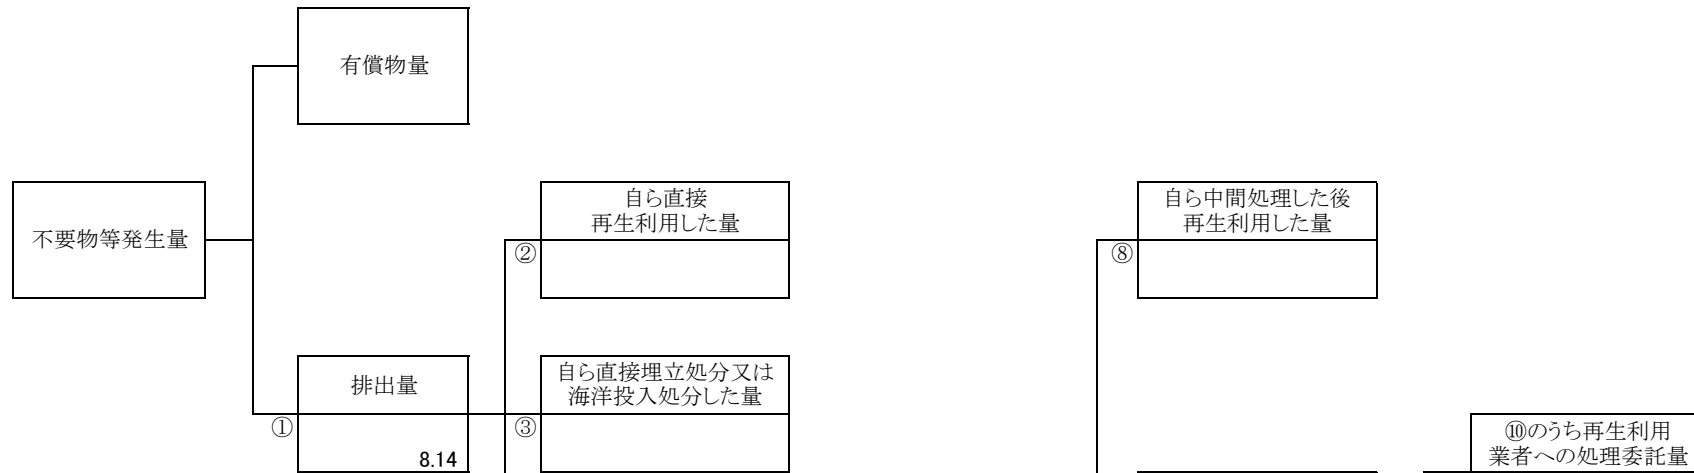 有償物量
不要物等発生量
自ら直接
再生利用した量
②
自ら中間処理した後
再生利用した量
⑧
排出量
①
8.14
自ら直接埋立処分又は
海洋投入処分した量
③
⑩のうち再生利用
業者への処理委託量